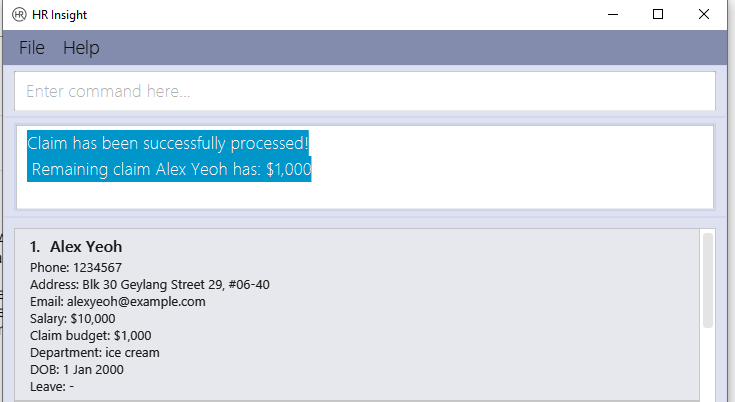 HR HR Insight
File Help
Enter command here...
Claim has been successfully processed!
Remaining claim Alex Yeoh has: $1,000
1. Alex Yeoh
Phone: 1234567
Address: Blk 30 Geylang Street 29, #06-40
Email: alexyeoh@example.com
Salary: $10,000
Claim budget: $1,000
Department: ice cream
DOB: 1 Jan 2000
Leave: -